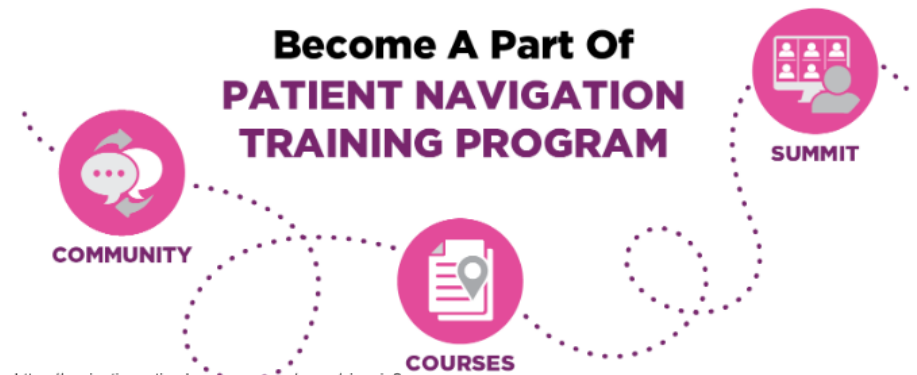 Become A Part Of
PATIENT NAVIGATION
TRAINING PROGRAM
SUMMIT
COMMUNITY
COURSES